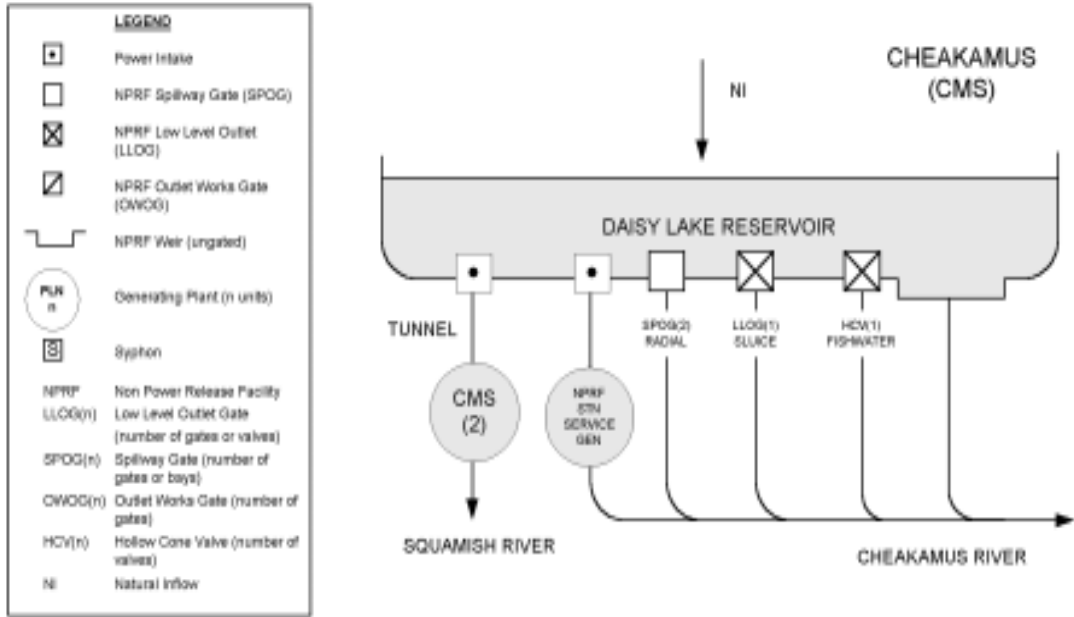 LEGEND
Power Intake
NPRF Spillway Gate (SPOG)
NPRF Low Level Outlet
(LLOG)
NPRF Outlet Works Gate
(OWOG)
NPRF Weir (ungated)
PLN
n
Generating Plant (n units)
S
Syphon
NPRF Non Power Release Facility
LLOG(n) Low Level Outlet Gate
(number of gates or valves)
SPOG(n) Spillway Gate (number of
gates or bays)
OWOG(n) Outlet Works Gate (number of
gates)
HCV(n) Hollow Cone Valve (number of
valves)
NI Natural Inflow
CHEAKAMUS
(CMS)
NI
DAISY LAKE RESERVOIR
TUNNEL
SPOG(2)
RADIAL
LLOG(1)
SLUICE
HCV(1)
FISHWATER
CMS
(2)
NPRF
STN
SERVICE
GEN
SQUAMISH RIVER
CHEAKAMUS RIVER